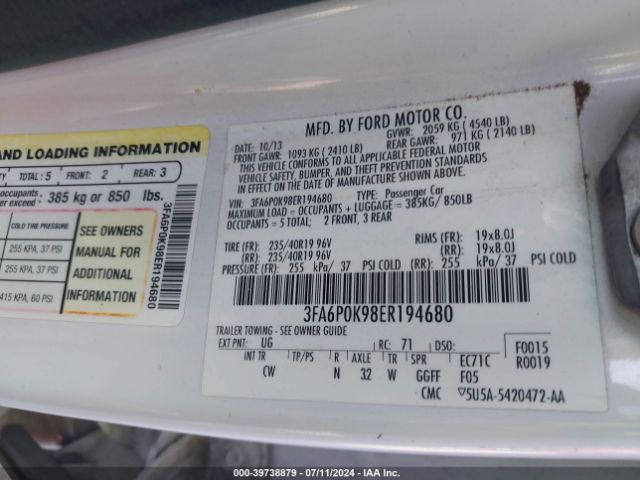 AND LOADING INFORMATION
TOTAL: 5 FRONT: 2 REAR: 3
occupants
exceed: 385 kg or 850 lbs.
COLD TIRE PRESSURE
255 KPA, 37 PSI
255 KPA, 37 PSI
415 KPA, 60 PSI
SEE OWNERS
MANUAL FOR
ADDITIONAL
INFORMATION
3FA6P0K98ER194680
MFD. BY FORD MOTOR CO.
DATE: 10/13 GVWR: 2059 KG ( 4540 LB)
FRONT GAWR: 1093 KG ( 2410 LB) REAR GAWR: 971 KG ( 2140 LB)
THIS VEHICLE CONFORMS TO ALL APPLICABLE FEDERAL MOTOR
VEHICLE SAFETY, BUMPER, AND THEFT PREVENTION STANDARDS
IN EFFECT ON THE DATE OF MANUFACTURE SHOWN ABOVE.
VIN: 3FA6P0K98ER194680 TYPE: Passenger Car
MAXIMUM LOAD = OCCUPANTS + LUGGAGE = 385KG/ 850LB
OCCUPANTS = 5 TOTAL; 2 FRONT, 3 REAR
TIRE (FR): 235/40R19 96V RIMS (FR): 19x8.0J
(RR): 235/40R19 96V (RR): 19x8.0J
PRESSURE (FR): 255 kPa/ 37 PSI COLD (RR): 255 kPa/ 37 PSI COLD
3FA6P0K98ER194680
TRAILER TOWING - SEE OWNER GUIDE
EXT PNT: UG RC: 71 DSO: F0015
INT TR TP/PS R AXLE TR SPR EC71C R0019
CW N 32 W GGFF F05
CMC ▽5U5A-5420472-AA
000-39738879 - 07/11/2024 - IAA Inc.